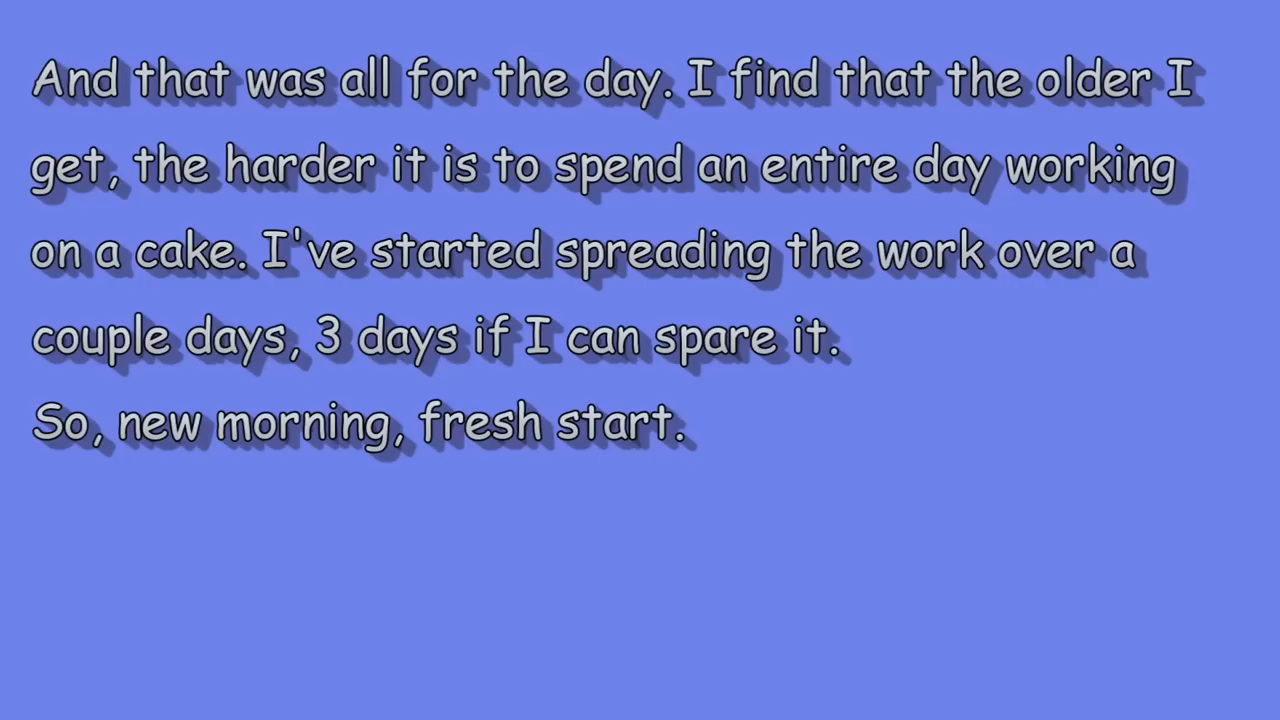 And that was all for the day. I find that the older I
get, the harder it is to spend an entire day working
on a cake. I've started spreading the work over a
couple days, 3 days if I can spare it.
So, new morning, fresh start.